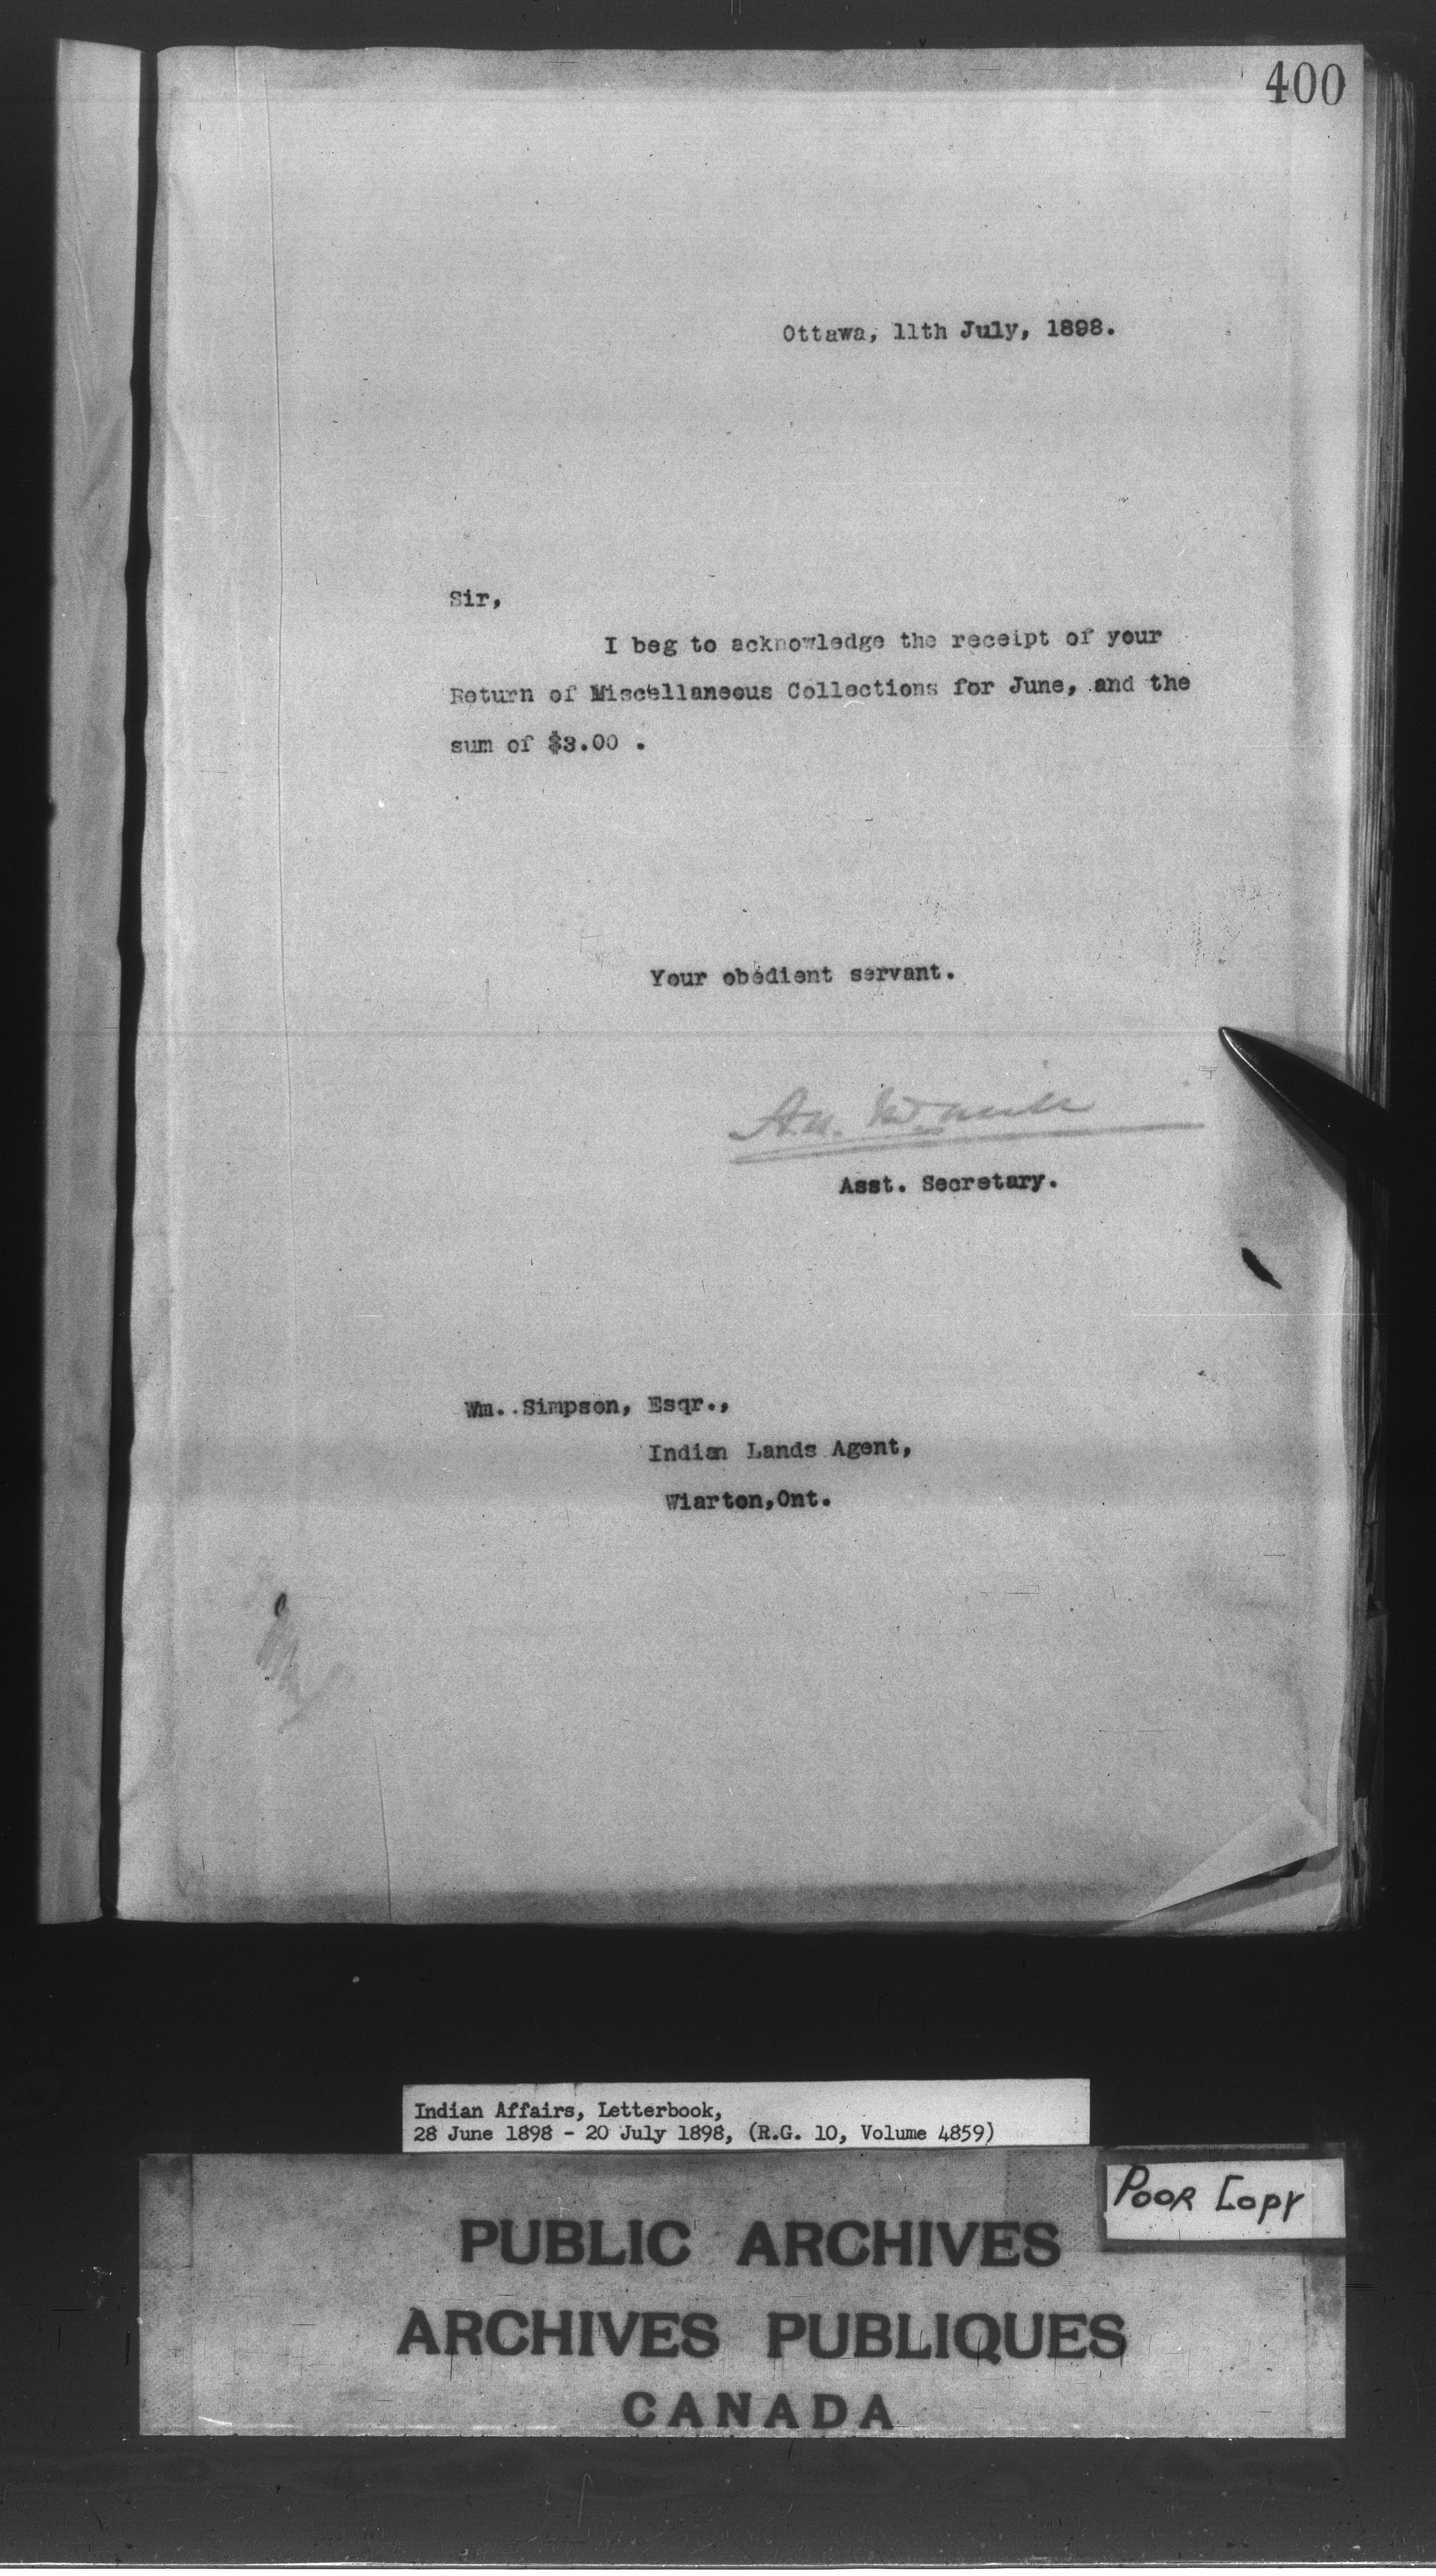 400
Ottawa, 11th July, 1898.
Sir,
I beg to acknowledge the receipt of your
Return of Miscellaneous Collections for June, and the
sum of $3.00 .
Your obedient servant.
Asst. Secretary.
Wm. Simpson, Esqr.,
Indian Lands Agent,
Wiarton,Ont.
Indian Affairs, Letterbook,
28 June 1898 - 20 July 1898, (R.G. 10, Volume 4859)
POOR COPY
PUBLIC ARCHIVES
ARCHIVES PUBLIQUES
CANADA